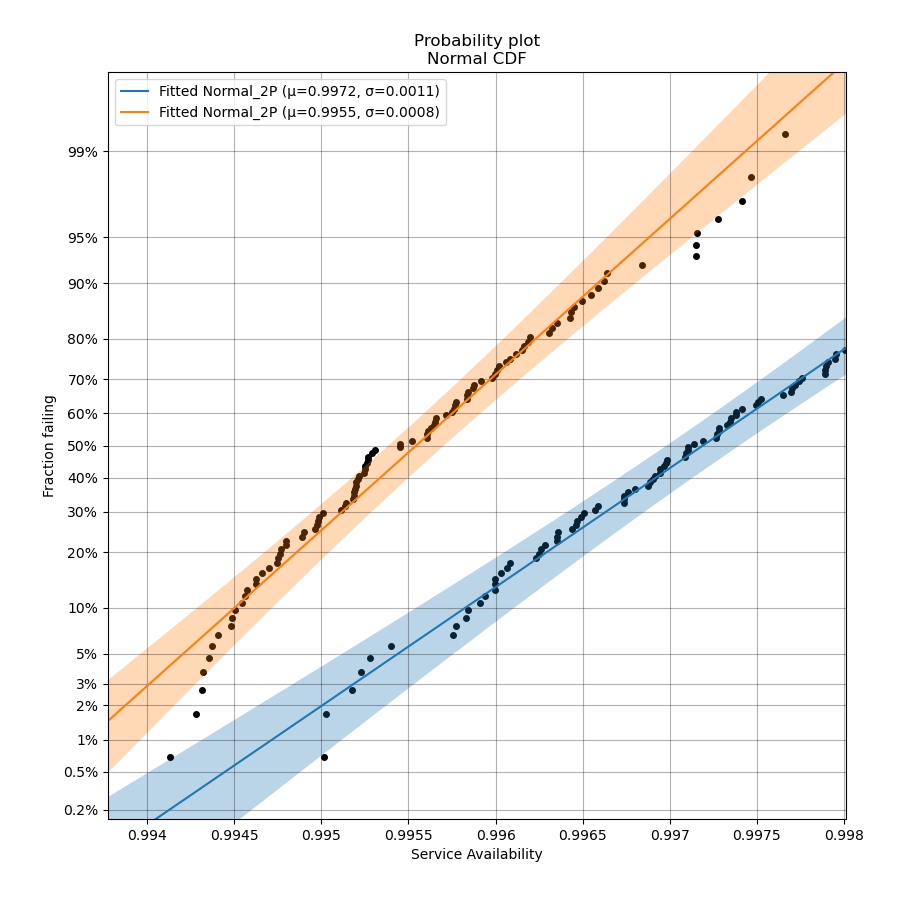 Probability plot
Normal CDF
Fitted Normal_2P (μ=0.9972, σ=0.0011)
Fitted Normal_2P (μ=0.9955, σ=0.0008)
99%
95%
90%
80%
70%
60%
50%
40%
30%
20%
10%
5%
3%
2%
1%
0.5%
0.2%
Fraction failing
0.994 0.9945 0.995 0.9955 0.996 0.9965 0.997 0.9975 0.998
Service Availability